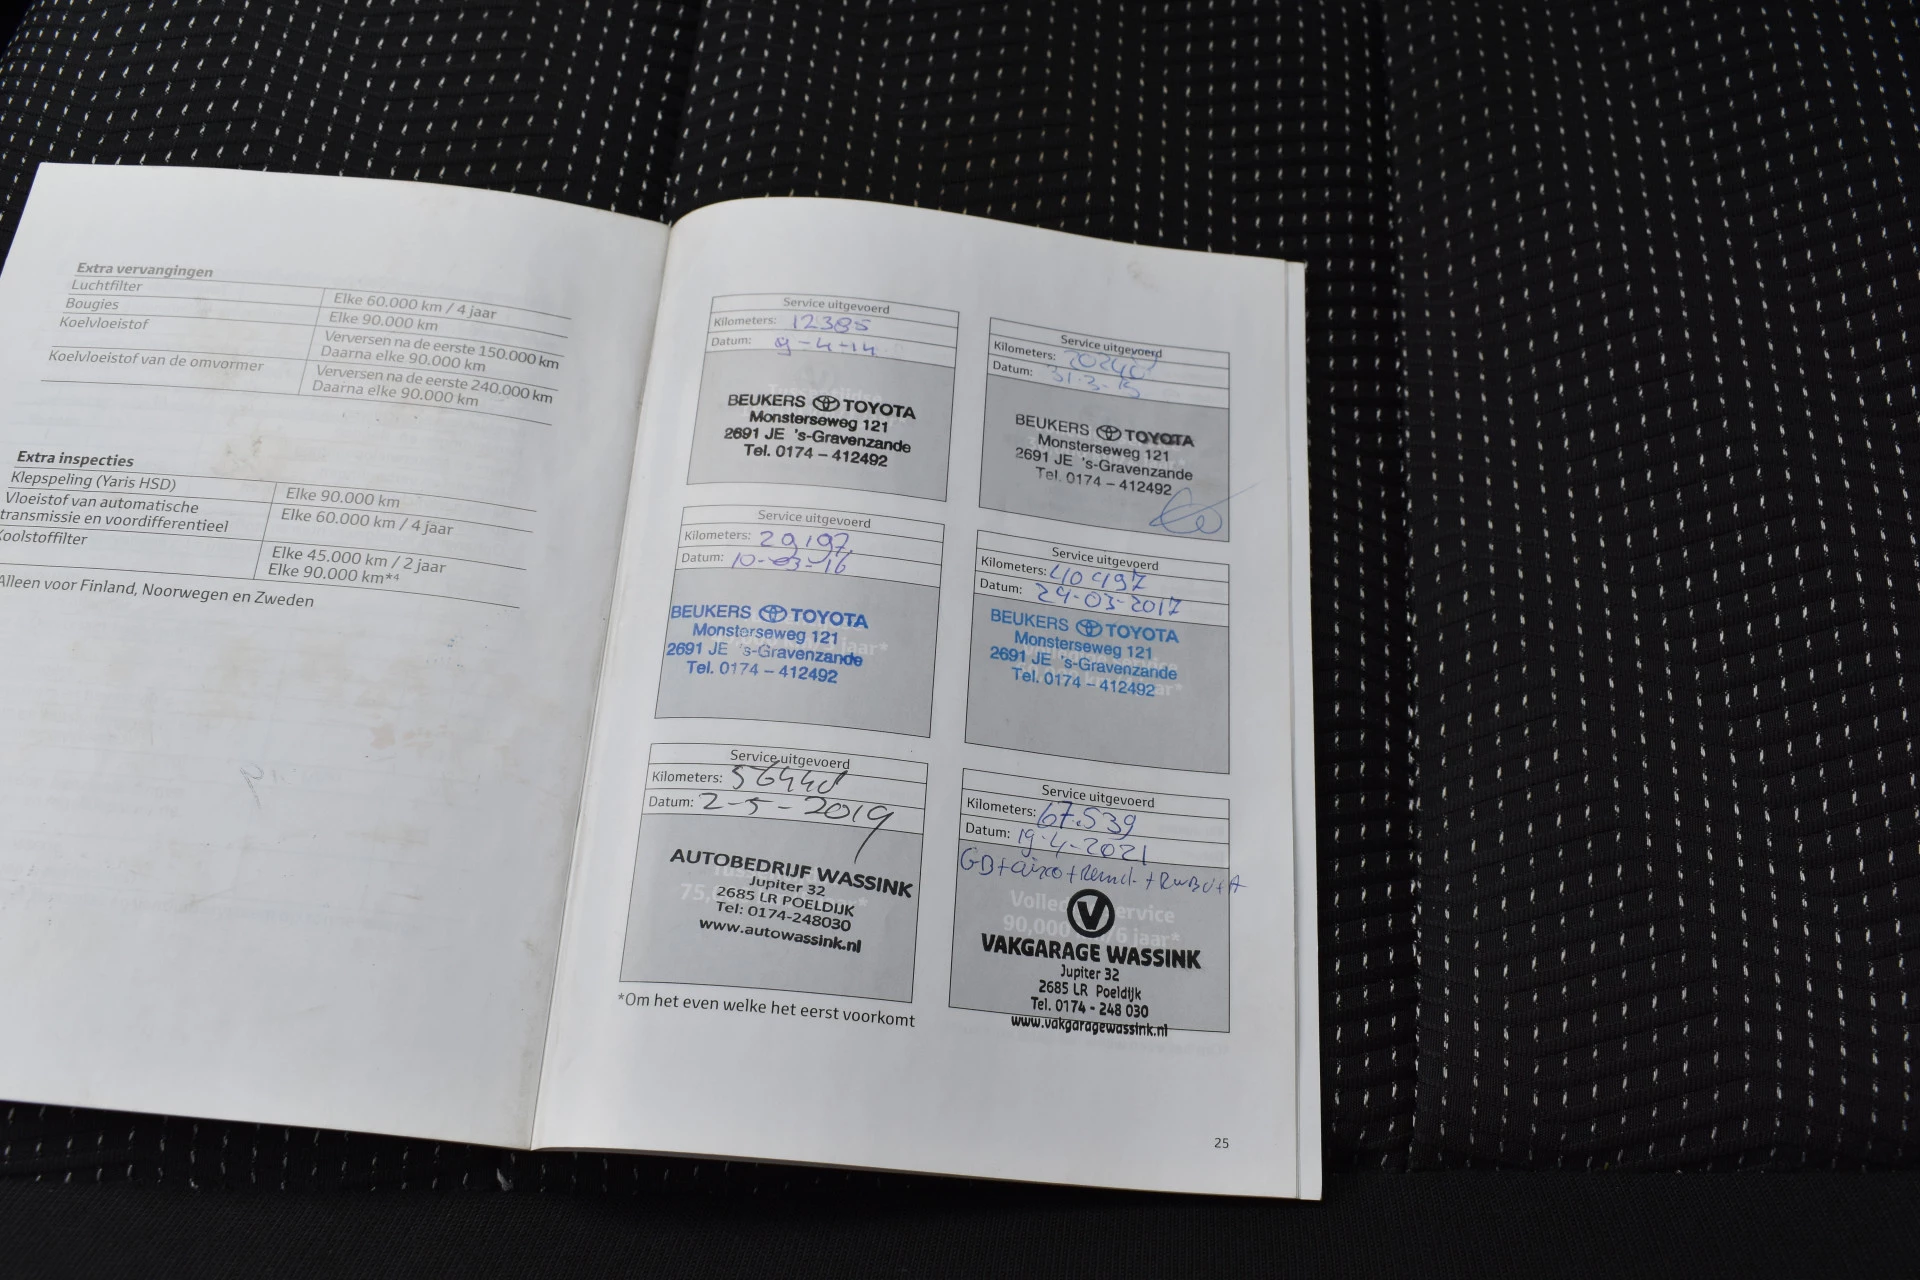 Extra vervangingen
Luchtfilter Elke 60.000 km / 4 jaar
Bougies Elke 90.000 km
Koelvloeistof Verversen na de eerste 150.000 km
Daarna elke 90.000 km
Koelvloeistof van de omvormer Verversen na de eerste 240.000 km
Daarna elke 90.000 km
Extra inspecties
Klepspeling (Yaris HSD) Elke 90.000 km
Vloeistof van automatische
transmissie en voordifferentieel Elke 60.000 km / 4 jaar
Koolstoffilter Elke 45.000 km / 2 jaar
Elke 90.000 km*4
Alleen voor Finland, Noorwegen en Zweden
Service uitgevoerd
Kilometers: 12385
Datum: 9-4-14
BEUKERS TOYOTA
Monsterseweg 121
2691 JE 's-Gravenzande
Tel. 0174 – 412492
Service uitgevoerd
Kilometers:
Datum: 31-3-15
BEUKERS TOYOTA
Monsterseweg 121
2691 JE 's-Gravenzande
Tel. 0174 – 412492
Service uitgevoerd
Kilometers: 29197
Datum: 10-03-16
BEUKERS TOYOTA
Monsterseweg 121
2691 JE 's-Gravenzande
Tel. 0174 – 412492
Service uitgevoerd
Kilometers: 40497
Datum: 24-03-2017
BEUKERS TOYOTA
Monsterseweg 121
2691 JE 's-Gravenzande
Tel. 0174 – 412492
Service uitgevoerd
Kilometers:
Datum: 2-5-2019
AUTOBEDRIJF WASSINK
Jupiter 32
2685 LR POELDIJK
Tel: 0174-248030
www.autowassink.nl
Service uitgevoerd
Kilometers: 67.539
Datum: 19-4-2021
VAKGARAGE WASSINK
Jupiter 32
2685 LR Poeldijk
Tel. 0174 - 248 030
www.vakgaragewassink.nl
*Om het even welke het eerst voorkomt
25